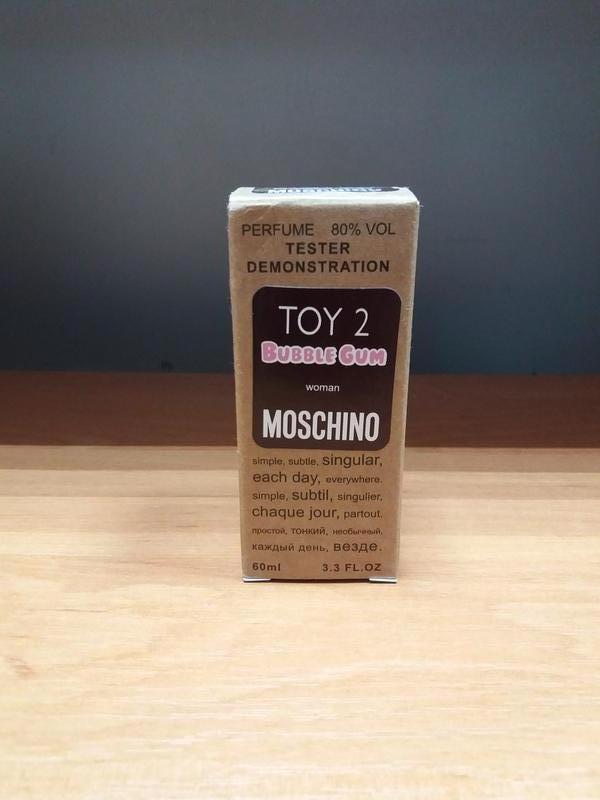 PERFUME 80% VOL
TESTER
DEMONSTRATION
TOY 2
BUBBLE GUM
woman
MOSCHINO
simple, subtle, singular,
each day, everywhere.
simple, subtil, singulier,
chaque jour, partout.
простой, тонкий, необычный,
каждый день, везде.
60ml 3.3 FL.OZ